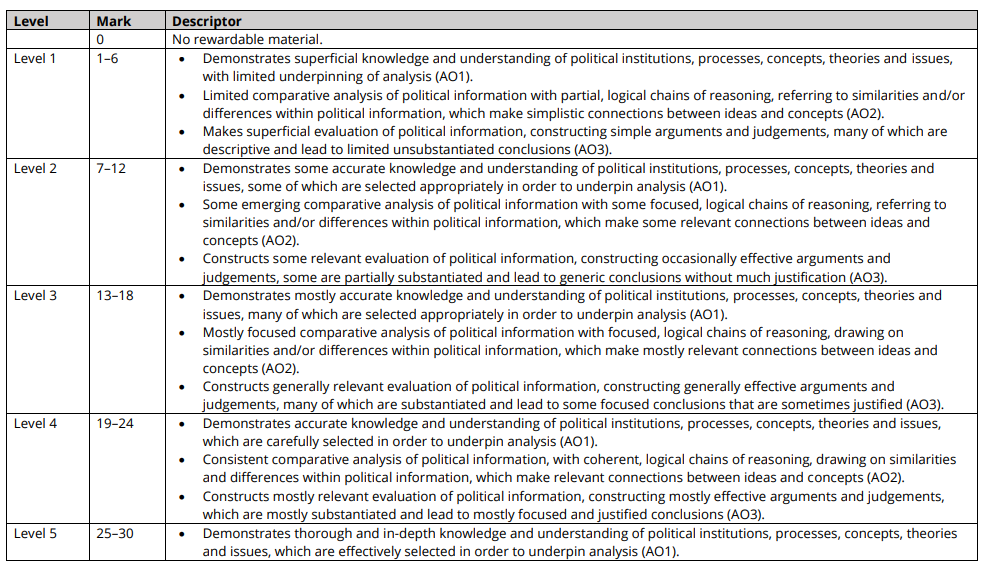 Level Mark Descriptor
0 No rewardable material.
Level 1 1–6 • Demonstrates superficial knowledge and understanding of political institutions, processes, concepts, theories and issues,
with limited underpinning of analysis (AO1).
• Limited comparative analysis of political information with partial, logical chains of reasoning, referring to similarities and/or
differences within political information, which make simplistic connections between ideas and concepts (AO2).
• Makes superficial evaluation of political information, constructing simple arguments and judgements, many of which are
descriptive and lead to limited unsubstantiated conclusions (AO3).
Level 2 7–12 • Demonstrates some accurate knowledge and understanding of political institutions, processes, concepts, theories and
issues, some of which are selected appropriately in order to underpin analysis (AO1).
• Some emerging comparative analysis of political information with some focused, logical chains of reasoning, referring to
similarities and/or differences within political information, which make some relevant connections between ideas and
concepts (AO2).
• Constructs some relevant evaluation of political information, constructing occasionally effective arguments and
judgements, some are partially substantiated and lead to generic conclusions without much justification (AO3).
Level 3 13–18 • Demonstrates mostly accurate knowledge and understanding of political institutions, processes, concepts, theories and
issues, many of which are selected appropriately in order to underpin analysis (AO1).
• Mostly focused comparative analysis of political information with focused, logical chains of reasoning, drawing on
similarities and/or differences within political information, which make mostly relevant connections between ideas and
concepts (AO2).
• Constructs generally relevant evaluation of political information, constructing generally effective arguments and
judgements, many of which are substantiated and lead to some focused conclusions that are sometimes justified (AO3).
Level 4 19–24 • Demonstrates accurate knowledge and understanding of political institutions, processes, concepts, theories and issues,
which are carefully selected in order to underpin analysis (AO1).
• Consistent comparative analysis of political information, with coherent, logical chains of reasoning, drawing on similarities
and differences within political information, which make relevant connections between ideas and concepts (AO2).
• Constructs mostly relevant evaluation of political information, constructing mostly effective arguments and judgements,
which are mostly substantiated and lead to mostly focused and justified conclusions (AO3).
Level 5 25–30 • Demonstrates thorough and in-depth knowledge and understanding of political institutions, processes, concepts, theories
and issues, which are effectively selected in order to underpin analysis (AO1).